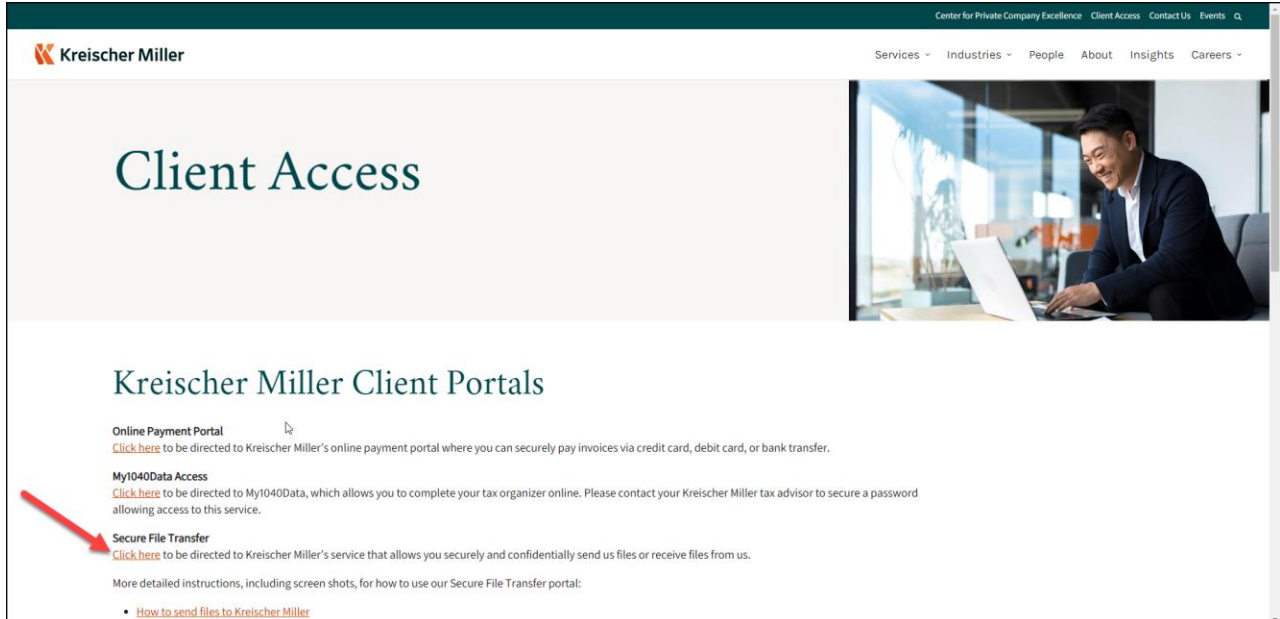 Center for Private Company Excellence Client Access Contact Us Events
Kreischer Miller
Services Industries People About Insights Careers
Client Access
Kreischer Miller Client Portals
Online Payment Portal
Click here to be directed to Kreischer Miller's online payment portal where you can securely pay invoices via credit card, debit card, or bank transfer.
My1040Data Access
Click here to be directed to My1040Data, which allows you to complete your tax organizer online. Please contact your Kreischer Miller tax advisor to secure a password
allowing access to this service.
Secure File Transfer
Click here to be directed to Kreischer Miller's service that allows you securely and confidentially send us files or receive files from us.
More detailed instructions, including screen shots, for how to use our Secure File Transfer portal:
• How to send files to Kreischer Miller